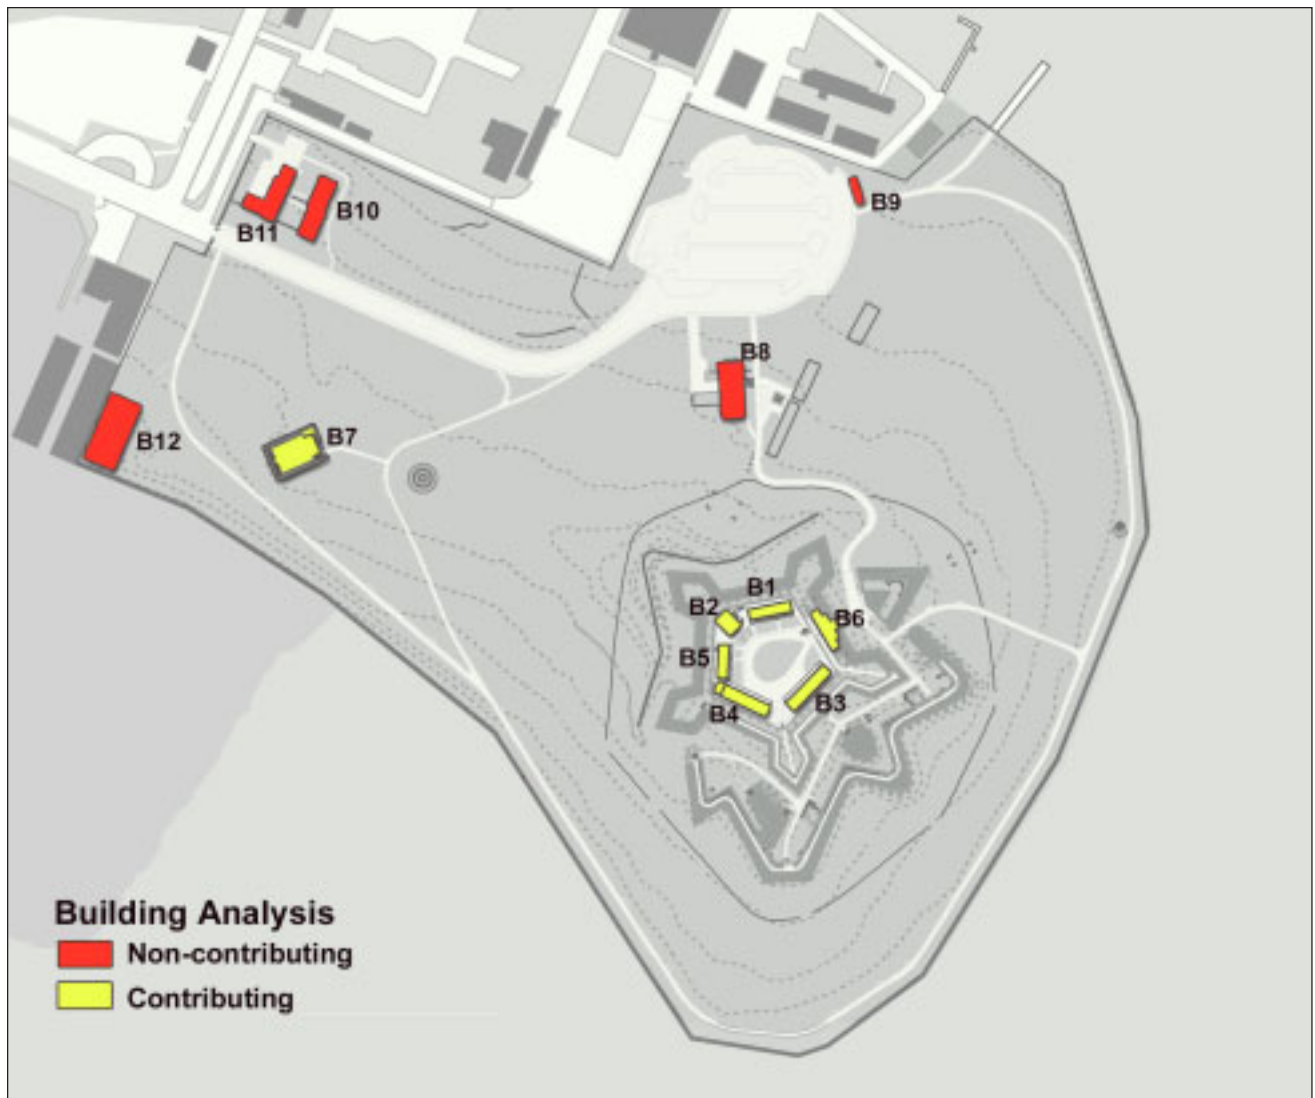 B9
B10
B11
B8
B7
B12
B1
B2
B6
B5
B3
B4
Building Analysis
Non-contributing
Contributing